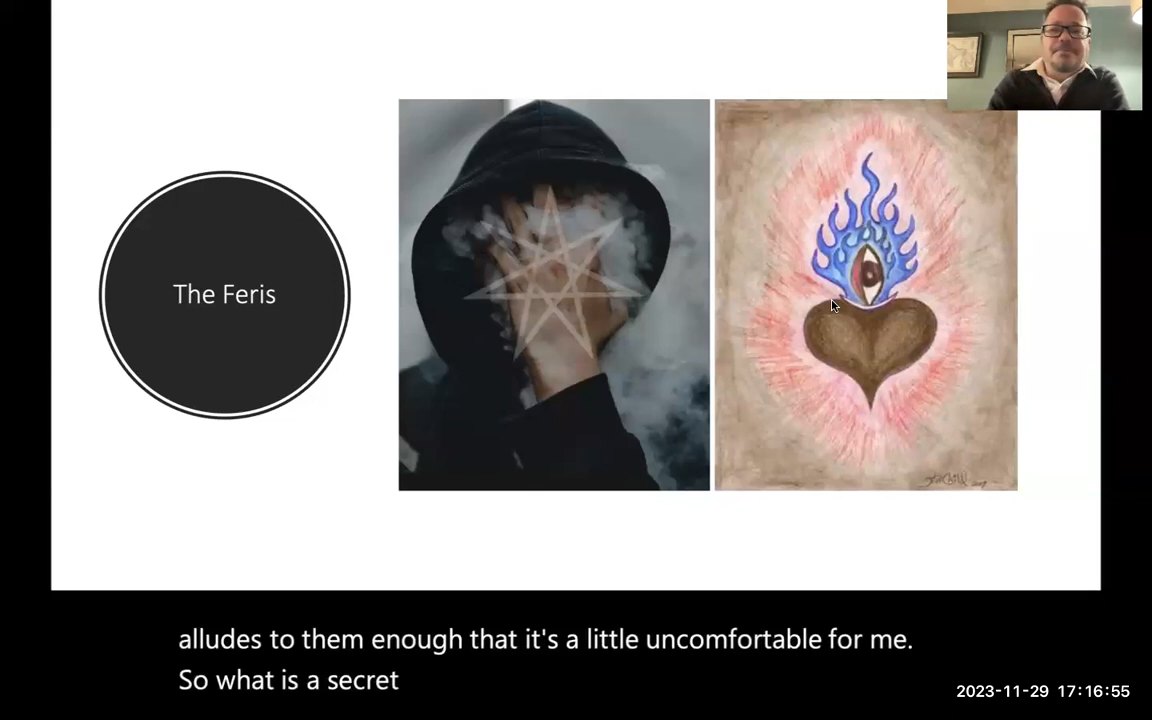 The Feris
alludes to them enough that it's a little uncomfortable for me.
So what is a secret
2023-11-29 17:16:55